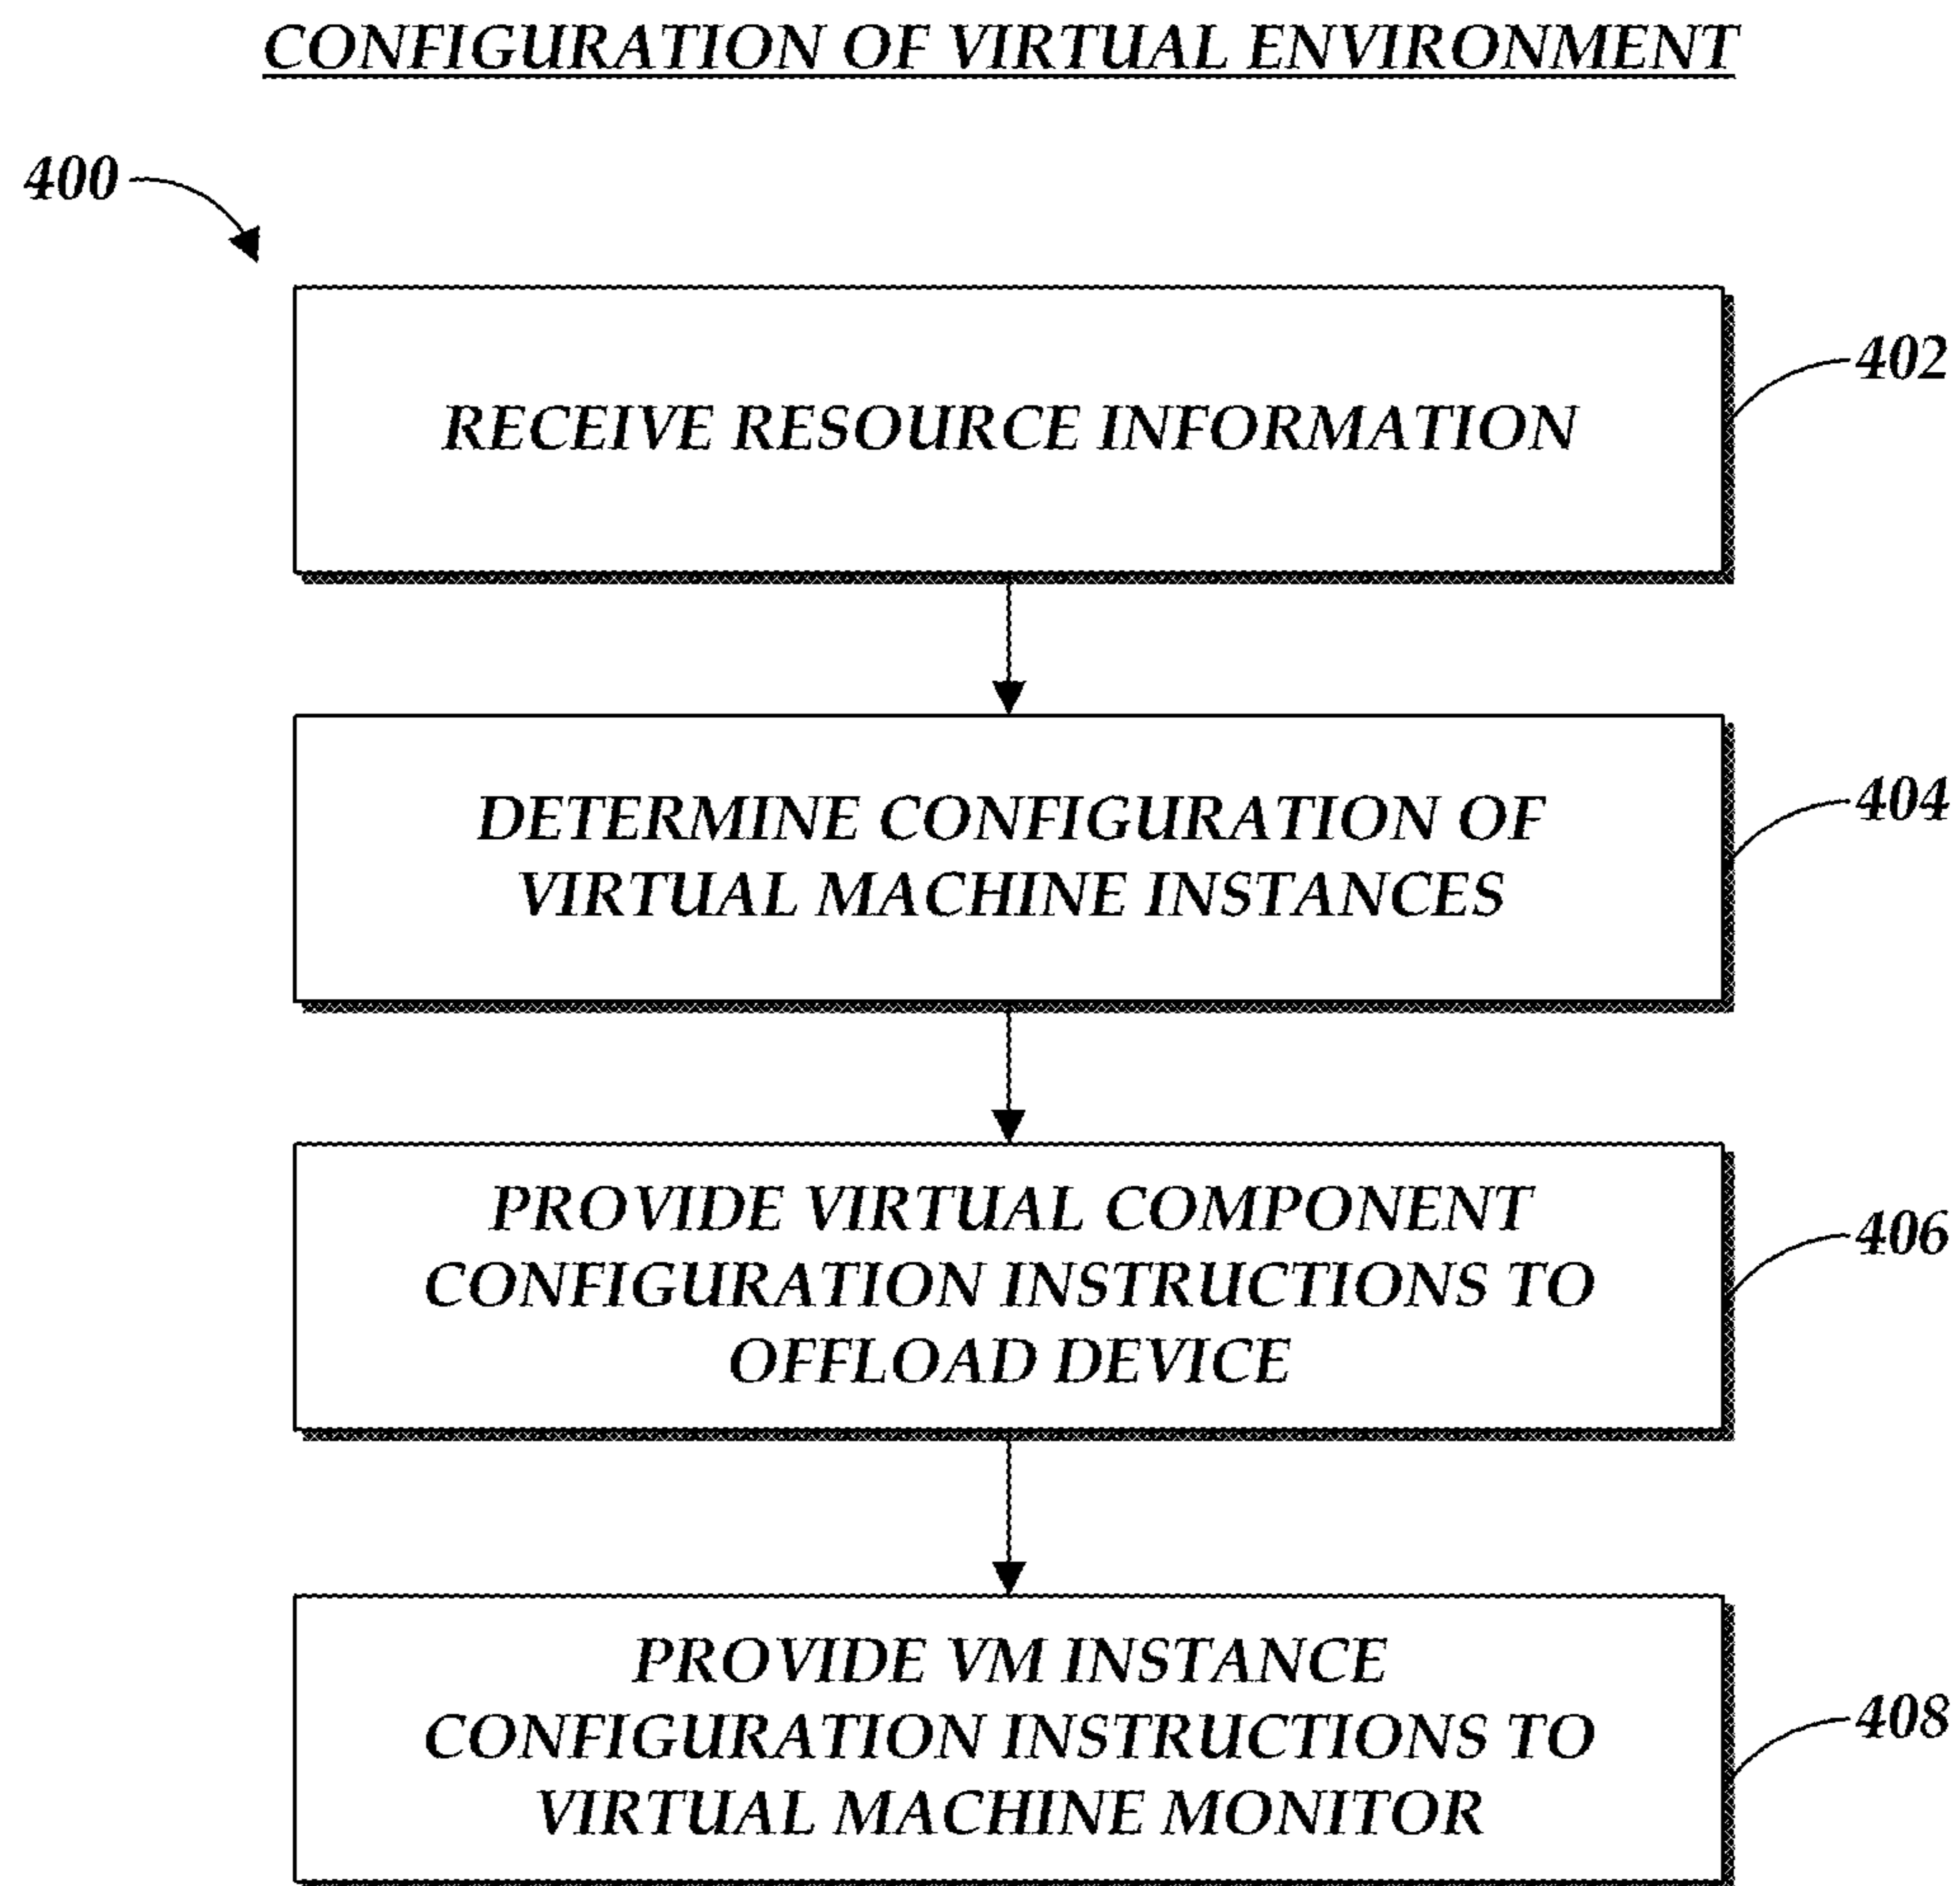 CONFIGURATION OF VIRTUAL ENVIRONMENT
400
RECEIVE RESOURCE INFORMATION
402
DETERMINE CONFIGURATION OF
VIRTUAL MACHINE INSTANCES
404
PROVIDE VIRTUAL COMPONENT
CONFIGURATION INSTRUCTIONS TO
OFFLOAD DEVICE
406
PROVIDE VM INSTANCE
CONFIGURATION INSTRUCTIONS TO
VIRTUAL MACHINE MONITOR
408